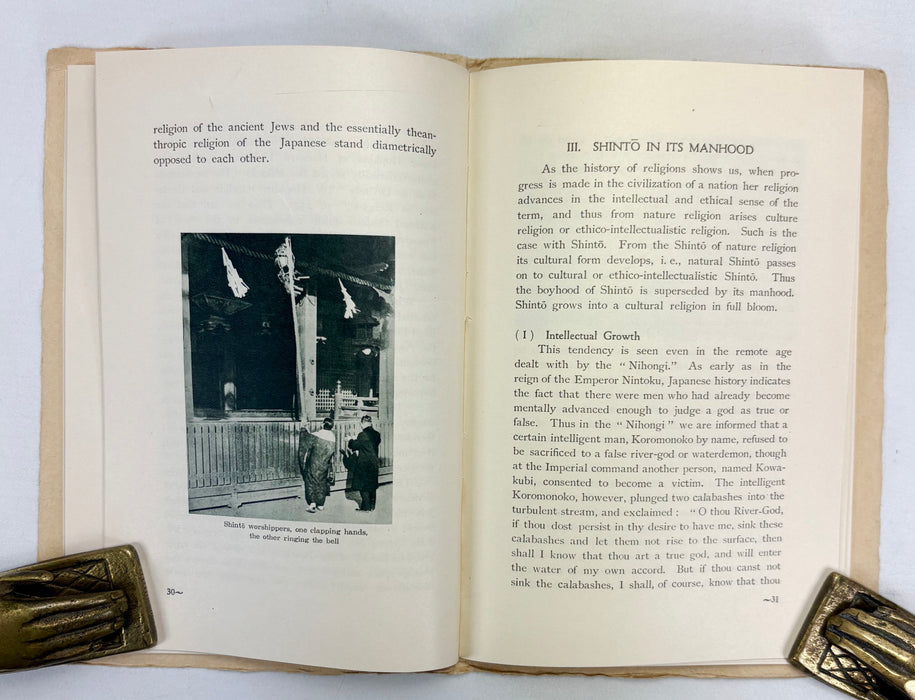 religion of the ancient Jews and the essentially thean-
thropic religion of the Japanese stand diametrically
opposed to each other.
Shintō worshippers, one clapping hands,
the other ringing the bell
30~
III. SHINTŌ IN ITS MANHOOD
As the history of religions shows us, when pro-
gress is made in the civilization of a nation her religion
advances in the intellectual and ethical sense of the
term, and thus from nature religion arises culture
religion or ethico-intellectualistic religion. Such is the
case with Shintō. From the Shintō of nature religion
its cultural form develops, i. e., natural Shintō passes
on to cultural or ethico-intellectualistic Shintō. Thus
the boyhood of Shintō is superseded by its manhood.
Shintō grows into a cultural religion in full bloom.
( I ) Intellectual Growth
This tendency is seen even in the remote age
dealt with by the “ Nihongi.” As early as in the
reign of the Emperor Nintoku, Japanese history indicates
the fact that there were men who had already become
mentally advanced enough to judge a god as true or
false. Thus in the “ Nihongi ” we are informed that a
certain intelligent man, Koromonoko by name, refused to
be sacrificed to a false river-god or waterdemon, though
at the Imperial command another person, named Kowa-
kubi, consented to become a victim. The intelligent
Koromonoko, however, plunged two calabashes into the
turbulent stream, and exclaimed : “ O thou River-God,
if thou dost persist in thy desire to have me, sink these
calabashes and let them not rise to the surface, then
shall I know that thou art a true god, and will enter
the water of my own accord. But if thou canst not
sink the calabashes, I shall, of course, know that thou
~31